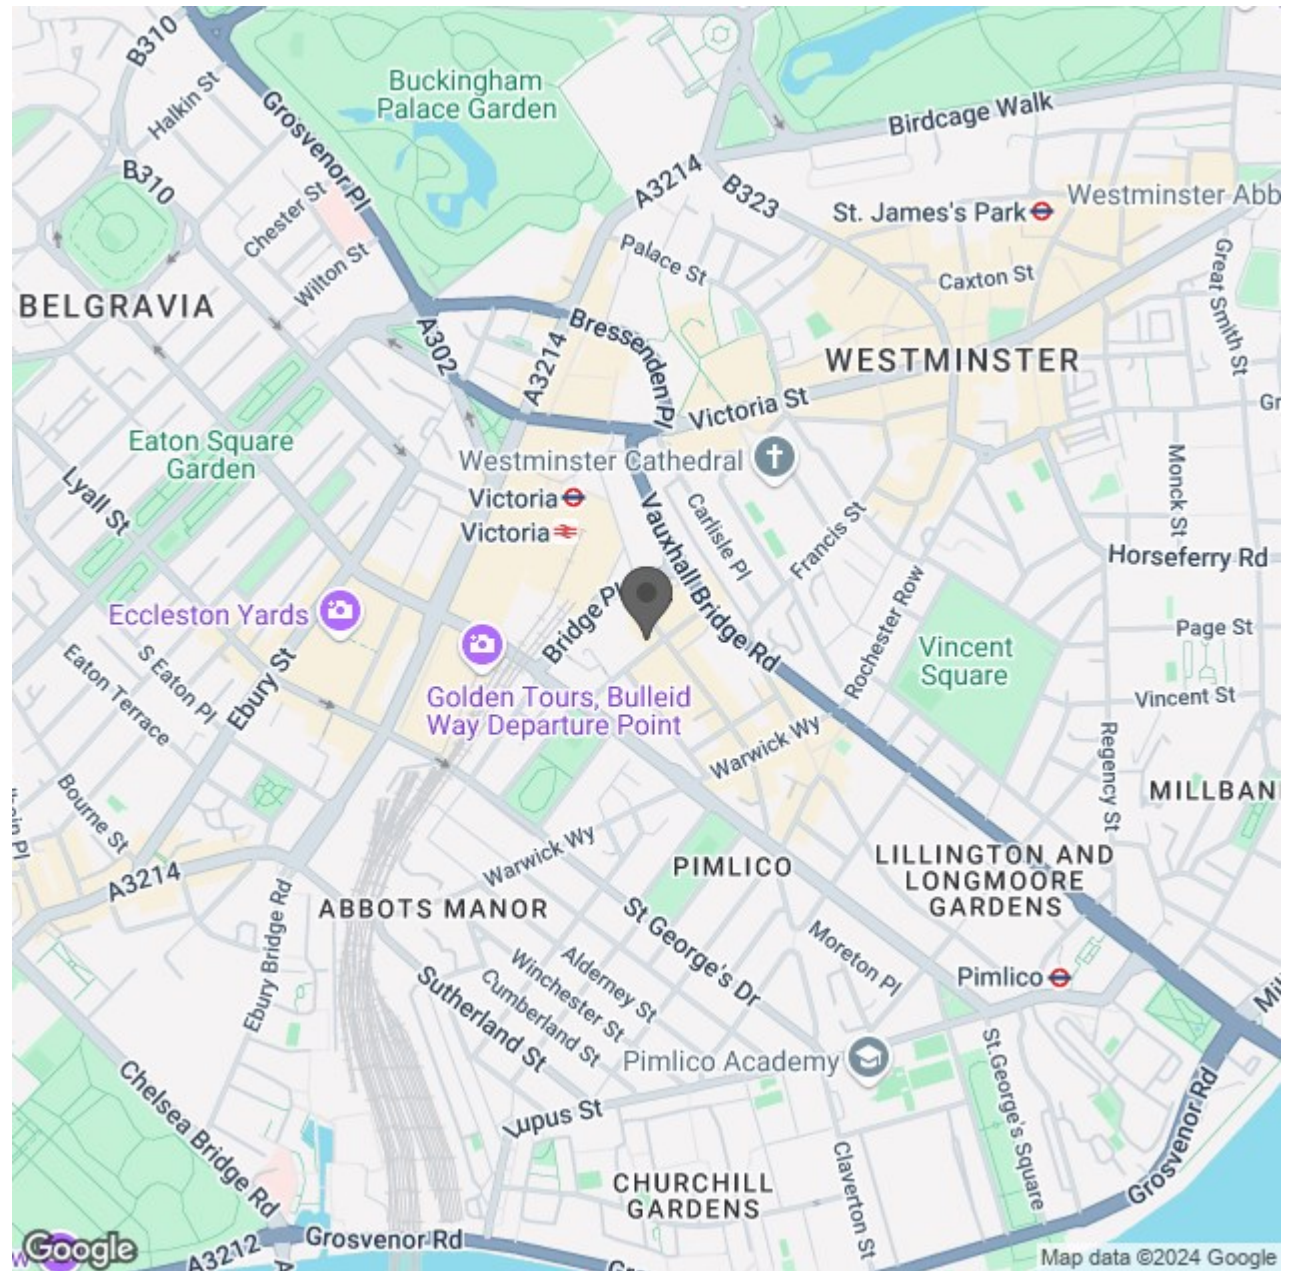 B310
Halkin St
Grosvenor Pl
Buckingham
Palace Garden
Birdcage Walk
B310
Chester St
Wilton St
A3214
B323
Westminster Abb
St. James's Park
Palace St
Caxton St
Great Smith St
BELGRAVIA
A302
A3214
Bressenden Pl
WESTMINSTER
Victoria St
Gr
Eaton Square
Garden
Lyall St
Westminster Cathedral
Victoria
Victoria
Vauxhall Bridge Rd
Carlisle Pl
Francis St
Monck St
Horseferry Rd
Rochester Row
Eccleston Yards
Bridge Pl
Vincent
Square
Page St
Vincent St
Eaton Terrace
S Eaton Pl
Ebury St
Golden Tours, Bulleid
Way Departure Point
Warwick Wy
Regency St
MILLBAN
Bourne St
A3214
Warwick Wy
PIMLICO
LILLINGTON AND
LONGMOORE
GARDENS
ABBOTS MANOR
Ebury Bridge Rd
St George's Dr
Moreton Pl
Alderney St
Winchester St
Cumberland St
Sutherland St
Pimlico
Mil
Pimlico Academy
St.George's Square
Chelsea Bridge Rd
Lupus St
Grosvenor Rd
Claverton St
CHURCHILL
GARDENS
Grosvenor Rd
A3212
A
Gr
w
Google
Map data ©2024 Google